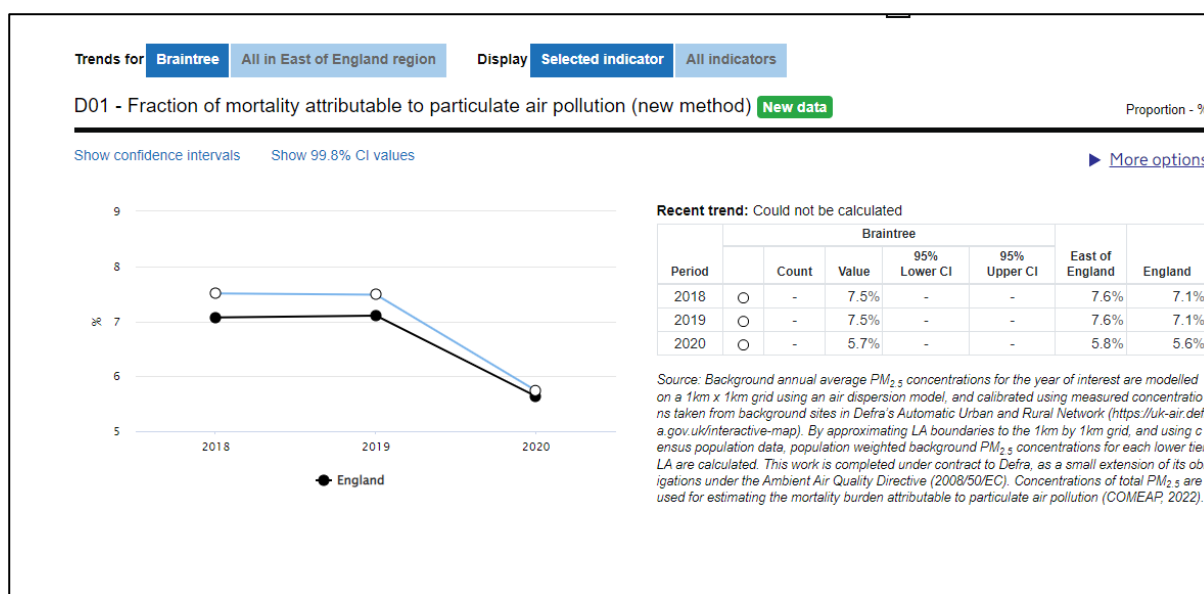 Trends for Braintree All in East of England region Display Selected indicator All indicators
D01 - Fraction of mortality attributable to particulate air pollution (new method) New data
Proportion - %
Show confidence intervals Show 99.8% CI values
▶ More options
9
8
7
6
5
%
2018 2019 2020
England
Recent trend: Could not be calculated
Braintree
Period Count Value 95% Lower CI 95% Upper CI East of England England
2018 - 7.5% - - 7.6% 7.1%
2019 - 7.5% - - 7.6% 7.1%
2020 - 5.7% - - 5.8% 5.6%
Source: Background annual average PM2.5 concentrations for the year of interest are modelled
on a 1km x 1km grid using an air dispersion model, and calibrated using measured concentratio
ns taken from background sites in Defra's Automatic Urban and Rural Network (https://uk-air.def
a.gov.uk/interactive-map). By approximating LA boundaries to the 1km by 1km grid, and using c
ensus population data, population weighted background PM2.5 concentrations for each lower tier
LA are calculated. This work is completed under contract to Defra, as a small extension of its ob
igations under the Ambient Air Quality Directive (2008/50/EC). Concentrations of total PM2.5 are
used for estimating the mortality burden attributable to particulate air pollution (COMEAP, 2022).